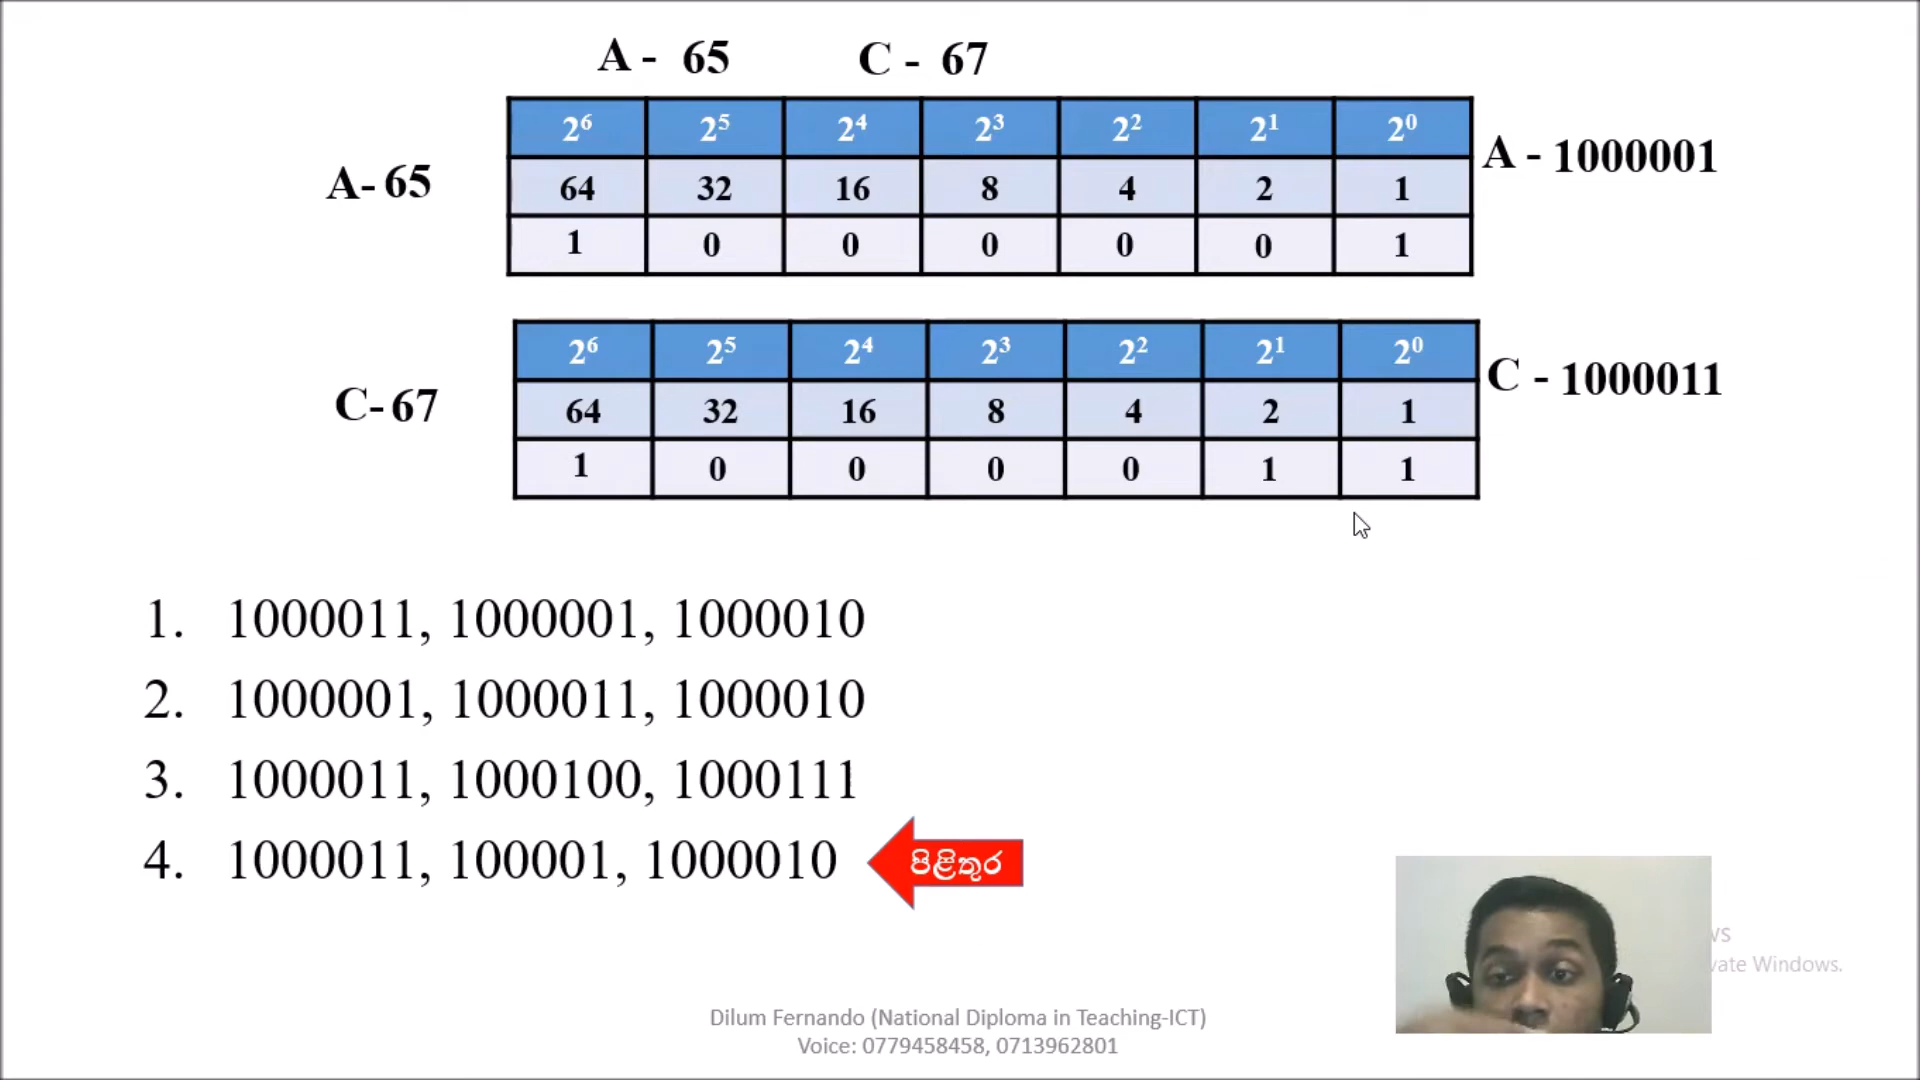 A - 65 C - 67
2⁶ 2⁵ 2⁴ 2³ 2² 2¹ 2⁰
A - 1000001
A- 65
64 32 16 8 4 2 1
1 0 0 0 0 0 1
2⁶ 2⁵ 2⁴ 2³ 2² 2¹ 2⁰
C - 1000011
C- 67
64 32 16 8 4 2 1
1 0 0 0 0 1 1
1. 1000011, 1000001, 1000010
2. 1000001, 1000011, 1000010
3. 1000011, 1000100, 1000111
4. 1000011, 100001, 1000010
පිළිතුර
Windows.
Dilum Fernando (National Diploma in Teaching-ICT)
Voice: 0779458458, 0713962801